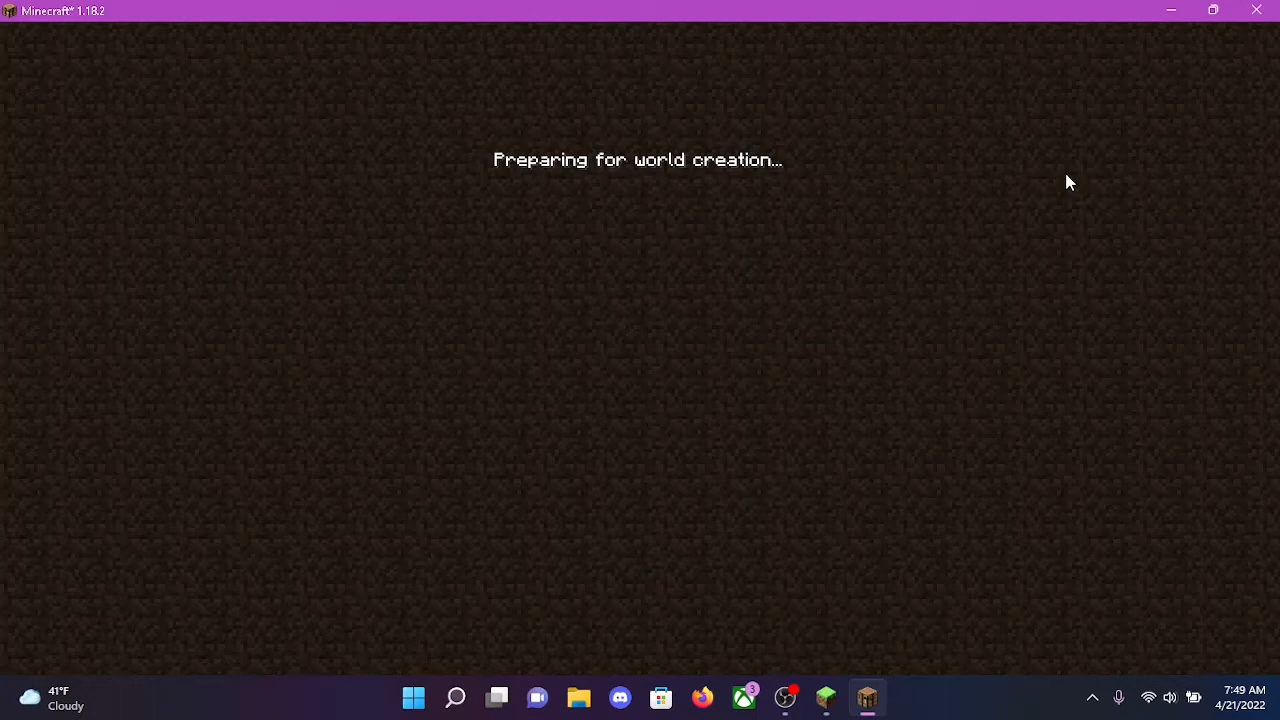 Minecraft* 1.18.2
Preparing for world creation...
41°F
Cloudy
3
7:49 AM
4/21/2022